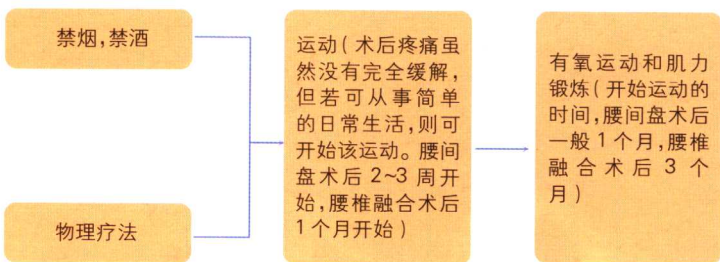 禁烟,禁酒
物理疗法
运动(术后疼痛虽
然没有完全缓解,
但若可从事简单
的日常生活,则可
开始该运动。腰间
盘术后2~3周开
始,腰椎融合术后
1个月开始)
有氧运动和肌力
锻炼(开始运动的
时间,腰间盘术后
一般1个月,腰椎
融合术后3个
月)